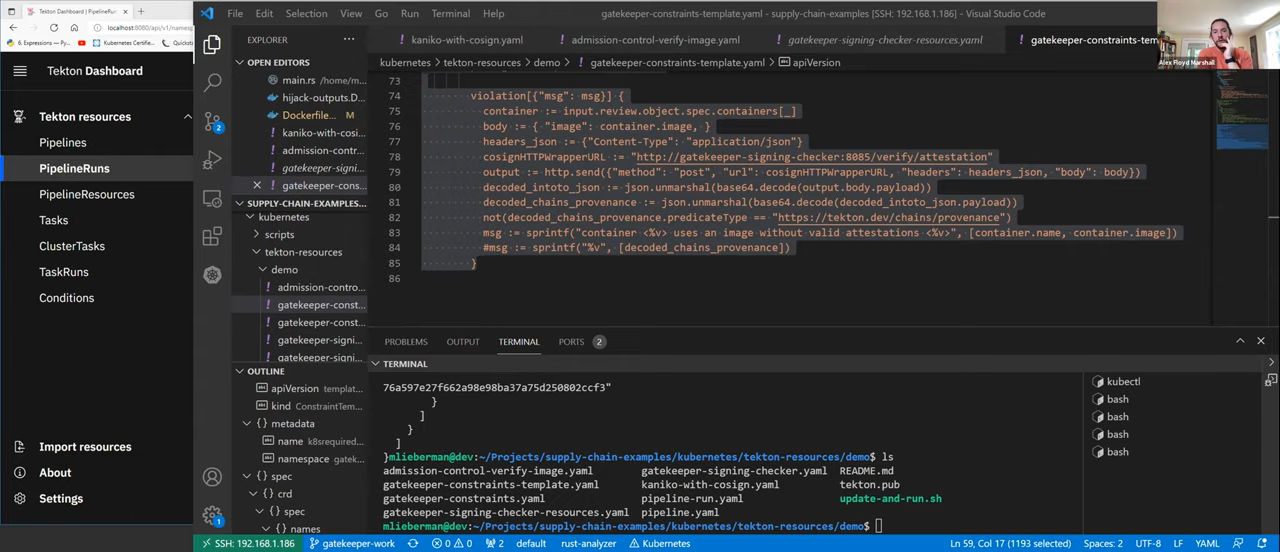 Tekton Dashboard | PipelineRun
localhost:8080/api/v1/namesp
6. Expressions — Py...
Kubernetes Certified...
Quickstu
Tekton Dashboard
Tekton resources
Pipelines
PipelineRuns
PipelineResources
Tasks
ClusterTasks
TaskRuns
Conditions
Import resources
About
Settings
File Edit Selection View Go Run Terminal Help
gatekeeper-constraints-template.yaml - supply-chain-examples [SSH: 192.168.1.186] - Visual Studio Code
Alex Floyd Marshall
EXPLORER
OPEN EDITORS
main.rs /home/m...
hijack-outputs.D...
Dockerfile... M
kaniko-with-cosi...
admission-contr...
gatekeeper-signi...
gatekeeper-cons...
SUPPLY-CHAIN-EXAMPLES...
kubernetes
scripts
tekton-resources
demo
admission-contro...
gatekeeper-const...
gatekeeper-const...
gatekeeper-signi...
gatekeeper-signi...
OUTLINE
apiVersion templat...
kind ConstraintTem...
metadata
name k8srequired...
namespace gatek...
spec
crd
spec
names
2
1
kaniko-with-cosign.yaml
admission-control-verify-image.yaml
gatekeeper-signing-checker-resources.yaml
gatekeeper-constraints-tem
kubernetes > tekton-resources > demo > gatekeeper-constraints-template.yaml > apiVersion
73
74 violation[{"msg": msg}] {
75 container := input.review.object.spec.containers[_]
76 body := { "image": container.image, }
77 headers_json := {"Content-Type": "application/json"}
78 cosignHTTPWrapperURL := "http://gatekeeper-signing-checker:8085/verify/attestation"
79 output := http.send({"method": "post", "url": cosignHTTPWrapperURL, "headers": headers_json, "body": body})
80 decoded_intoto_json := json.unmarshal(base64.decode(output.body.payload))
81 decoded_chains_provenance := json.unmarshal(base64.decode(decoded_intoto_json.payload))
82 not(decoded_chains_provenance.predicateType == "https://tekton.dev/chains/provenance")
83 msg := sprintf("container <%v> uses an image without valid attestations <%v>", [container.name, container.image])
84 #msg := sprintf("%v", [decoded_chains_provenance])
85 }
86
PROBLEMS OUTPUT TERMINAL PORTS 2
TERMINAL
76a597e27f662a98e98ba37a75d250802ccf3"
}
]
}
]
}mlieberman@dev:~/Projects/supply-chain-examples/kubernetes/tekton-resources/demo$ ls
admission-control-verify-image.yaml gatekeeper-signing-checker.yaml README.md
gatekeeper-constraints-template.yaml kaniko-with-cosign.yaml tekton.pub
gatekeeper-constraints.yaml pipeline-run.yaml update-and-run.sh
gatekeeper-signing-checker-resources.yaml pipeline.yaml
mlieberman@dev:~/Projects/supply-chain-examples/kubernetes/tekton-resources/demo$
kubectl
bash
bash
bash
bash
SSH: 192.168.1.186 gatekeeper-work 0 0 2 default rust-analyzer Kubernetes
Ln 59, Col 17 (1193 selected) Spaces: 2 UTF-8 LF YAML